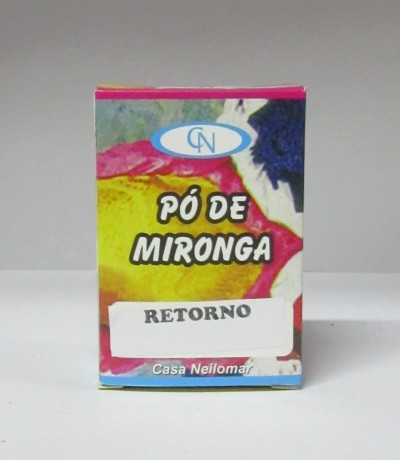 CN
PÓ DE
MIRONGA
RETORNO
Casa Neilomar